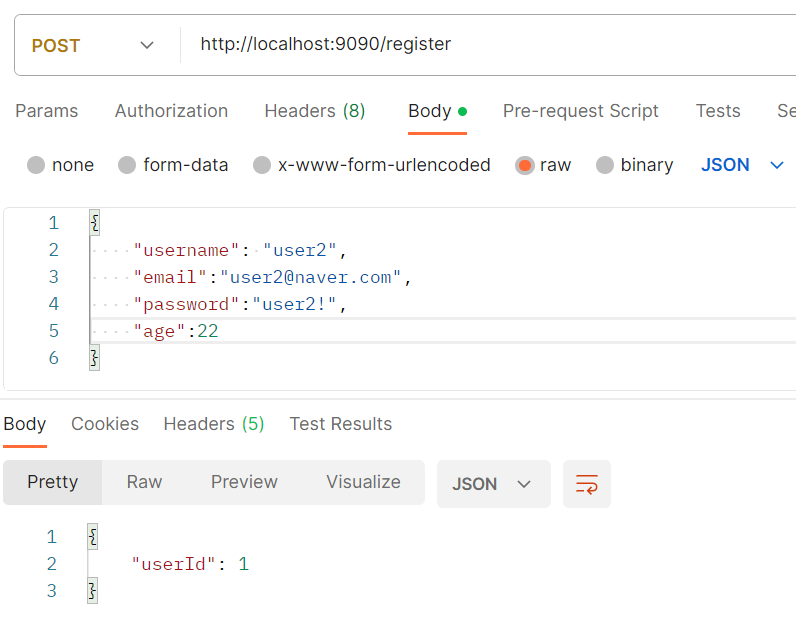 POST http://localhost:9090/register
Params Authorization Headers (8) Body Pre-request Script Tests Se
none form-data x-www-form-urlencoded raw binary JSON
1 {
2 "username": "user2",
3 "email":"user2@naver.com",
4 "password":"user2!",
5 "age":22
6 }
Body Cookies Headers (5) Test Results
Pretty Raw Preview Visualize JSON
1 {
2 "userId": 1
3 }